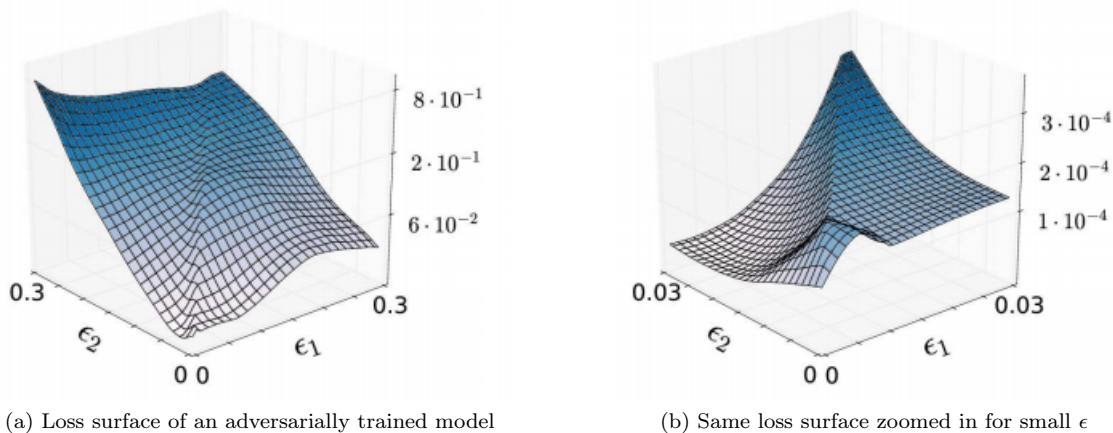 8 · 10⁻¹
2 · 10⁻¹
6 · 10⁻²
0.3
ϵ₂
0 0
ϵ₁
0.3
(a) Loss surface of an adversarially trained model
3 · 10⁻⁴
2 · 10⁻⁴
1 · 10⁻⁴
0.03
ϵ₂
0 0
ϵ₁
0.03
(b) Same loss surface zoomed in for small ϵ